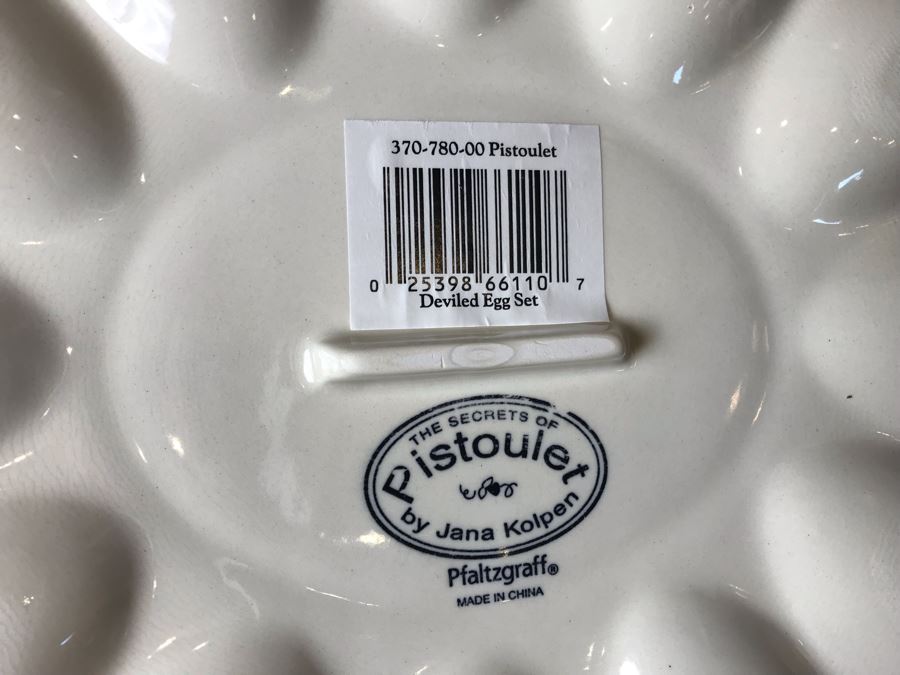 370-780-00 Pistoulet
0 25398 66110 7
Deviled Egg Set
THE SECRETS OF
Pistoulet
by Jana Kolpen
Pfaltzgraff®
MADE IN CHINA